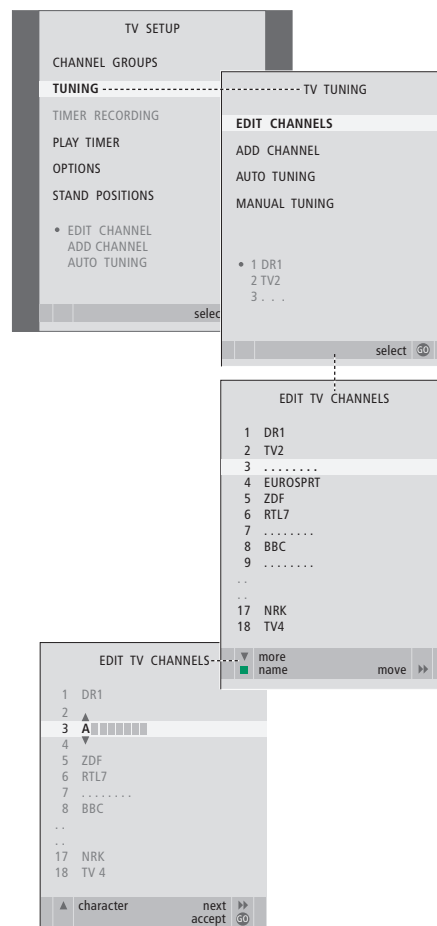 TV SETUP
CHANNEL GROUPS
TUNING
TIMER RECORDING
PLAY TIMER
OPTIONS
STAND POSITIONS
• EDIT CHANNEL
ADD CHANNEL
AUTO TUNING
selec
TV TUNING
EDIT CHANNELS
ADD CHANNEL
AUTO TUNING
MANUAL TUNING
• 1 DR1
2 TV2
3 . . .
select GO
EDIT TV CHANNELS
1 DR1
2 TV2
3 ........
4 EUROSPRT
5 ZDF
6 RTL7
7 ........
8 BBC
9 ........
. .
. .
17 NRK
18 TV4
▼ more
name move
EDIT TV CHANNELS
1 DR1
2
3 A
4
5 ZDF
6 RTL7
7 ........
8 BBC
. .
. .
17 NRK
18 TV 4
▲ character next
accept GO